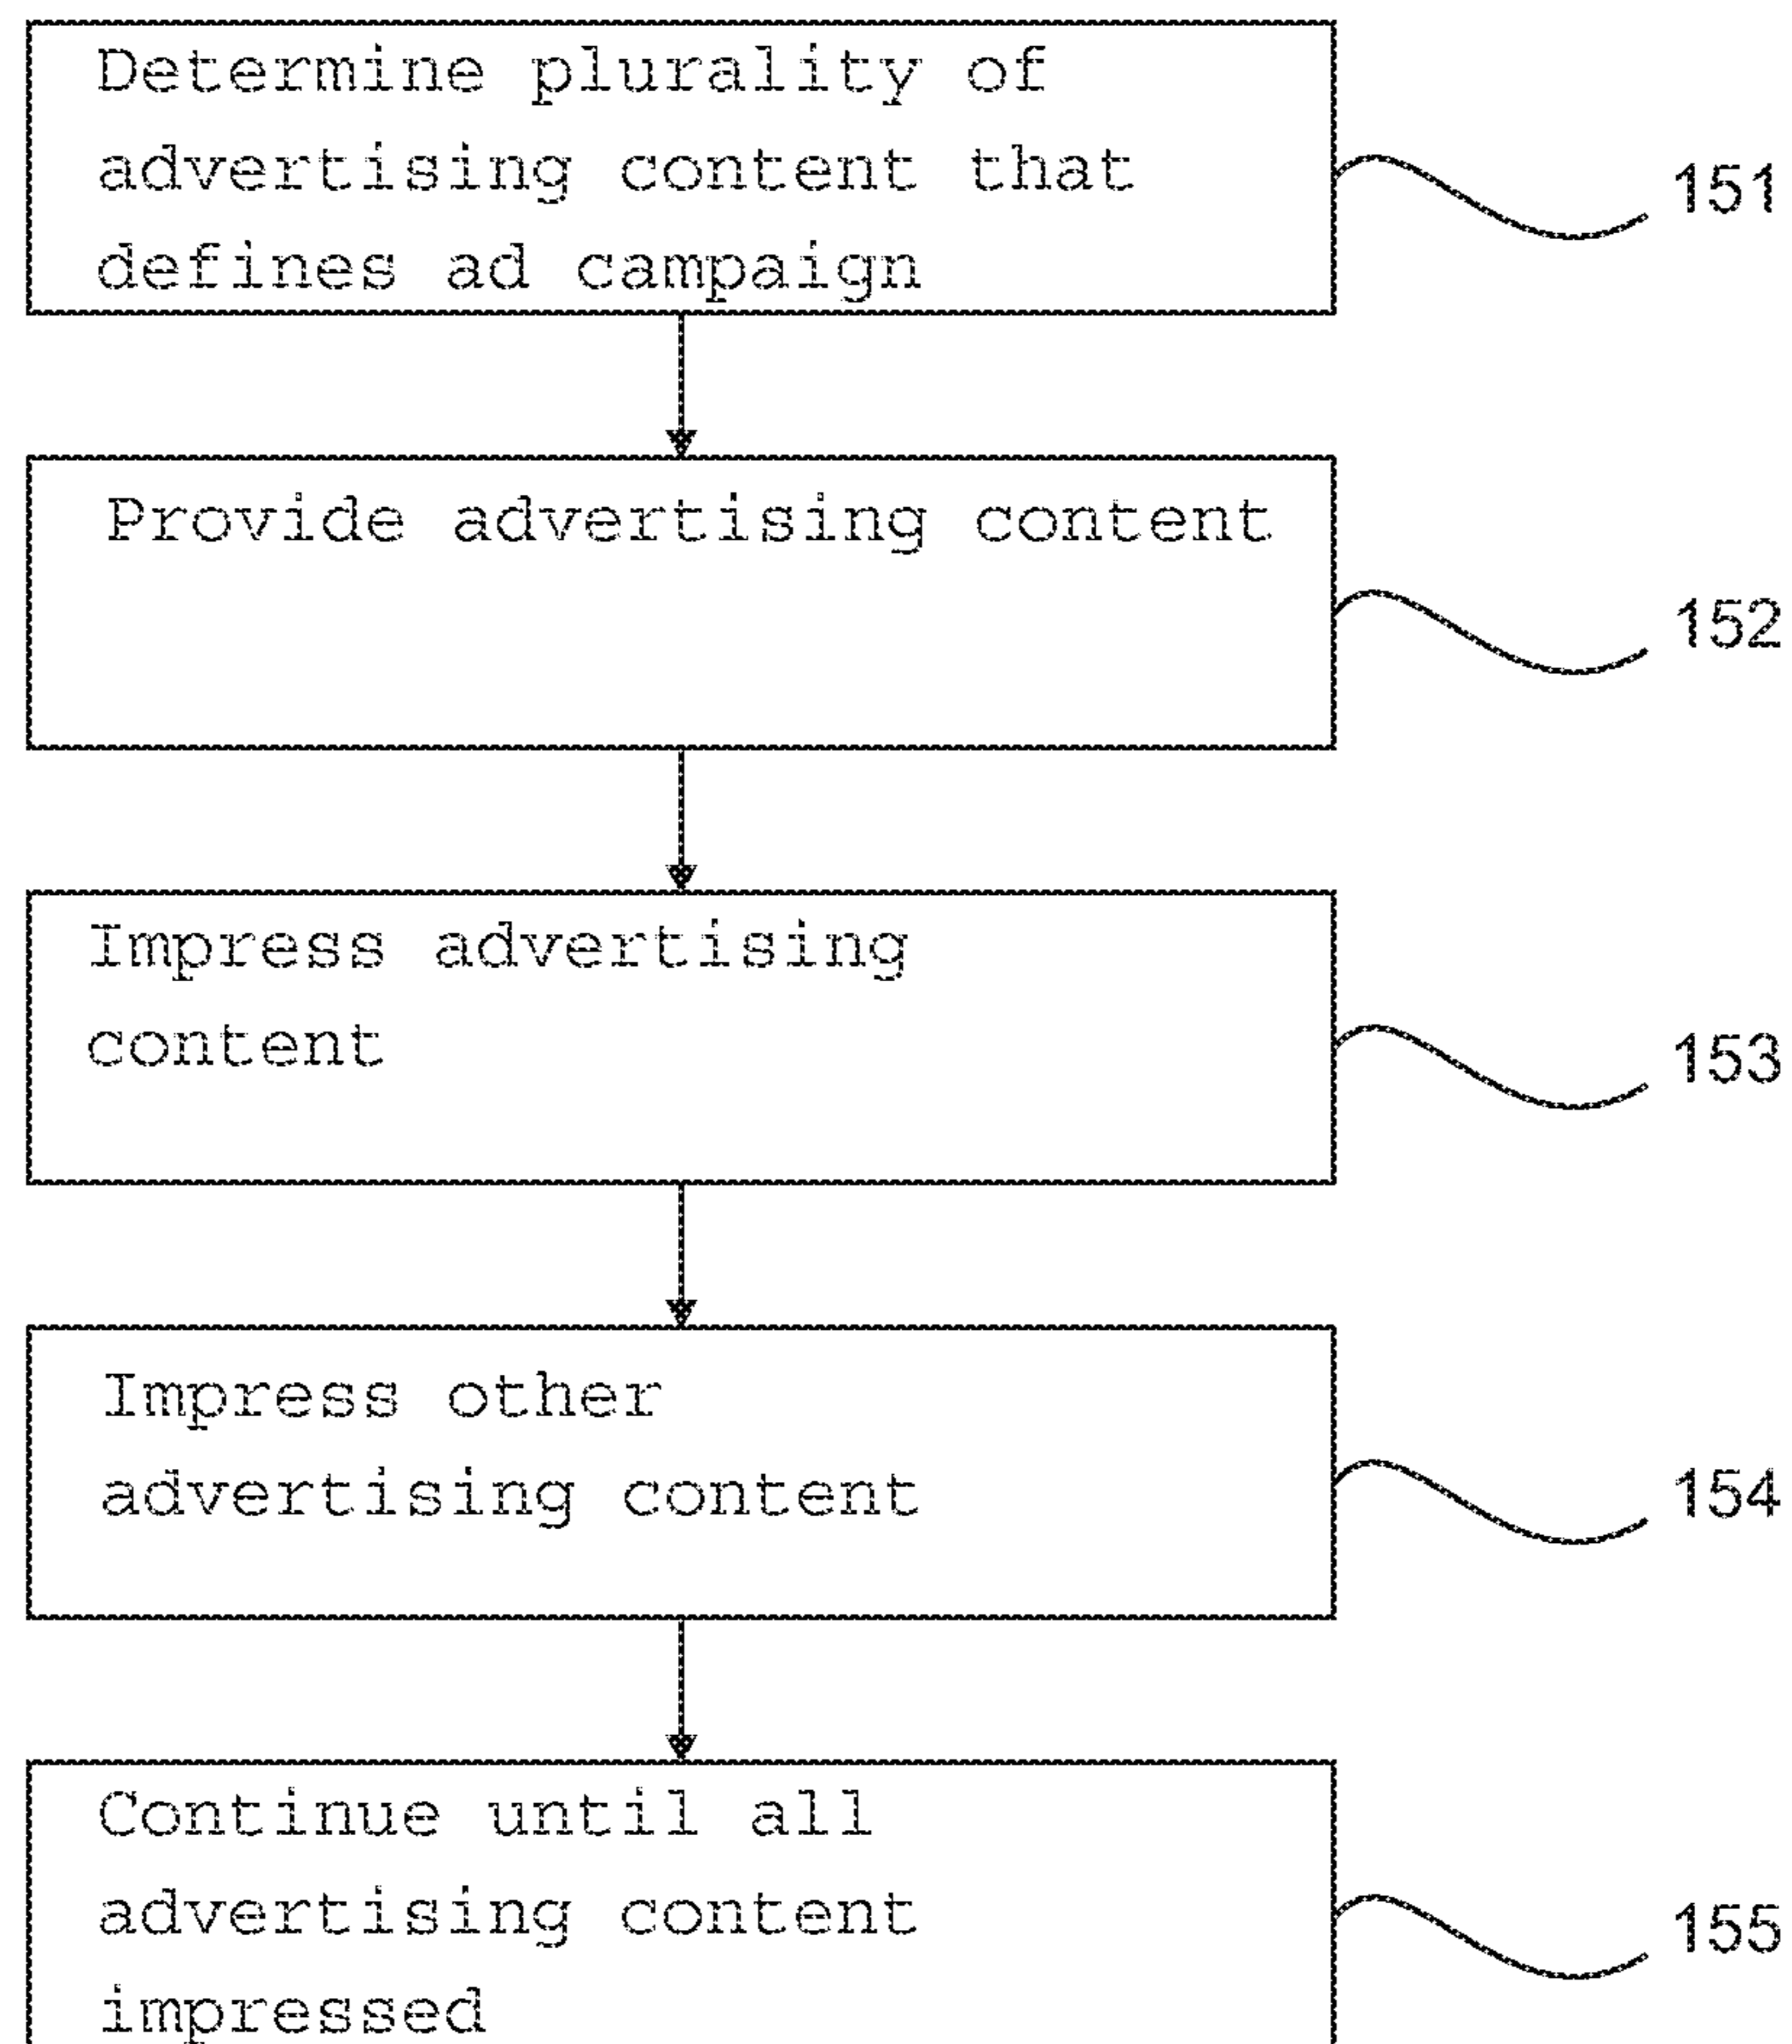 Determine plurality of
advertising content that
defines ad campaign
151
Provide advertising content
152
Impress advertising
content
153
Impress other
advertising content
154
Continue until all
advertising content
impressed
155